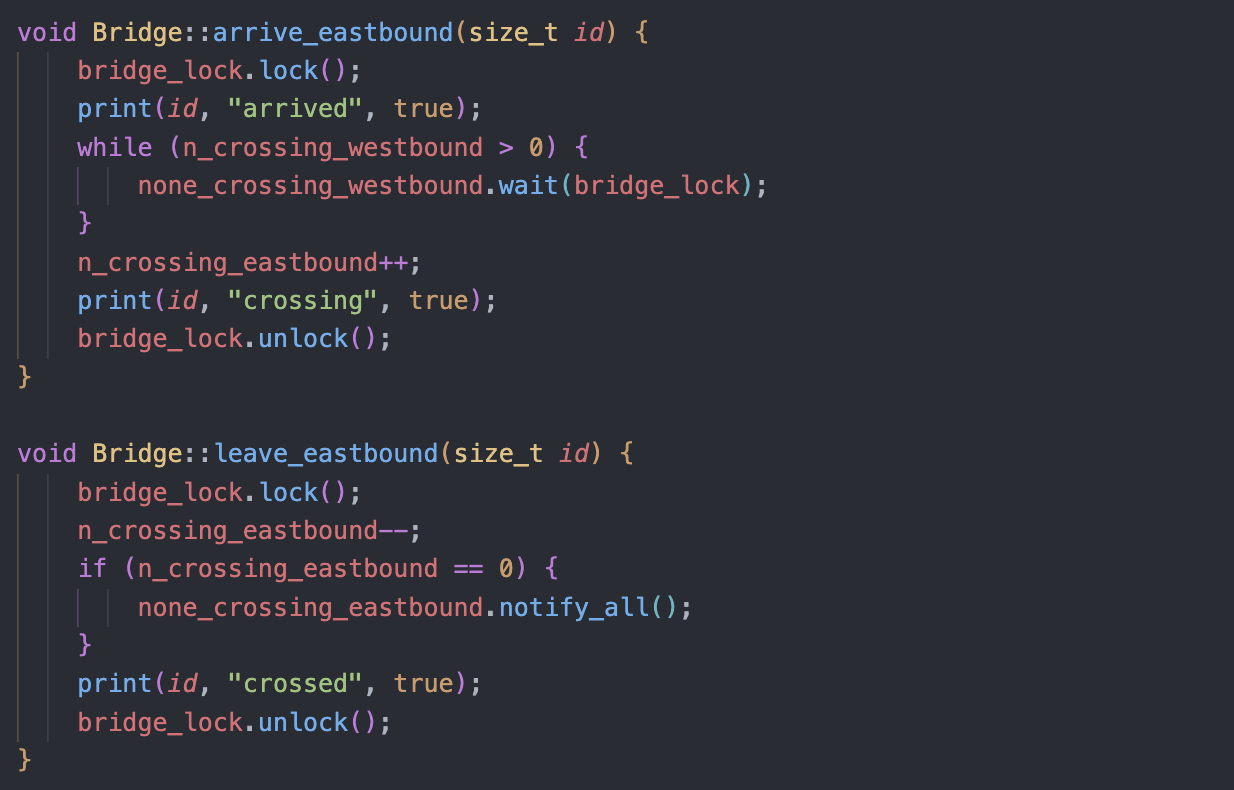 void Bridge::arrive_eastbound(size_t id) {
    bridge_lock.lock();
    print(id, "arrived", true);
    while (n_crossing_westbound > 0) {
        none_crossing_westbound.wait(bridge_lock);
    }
    n_crossing_eastbound++;
    print(id, "crossing", true);
    bridge_lock.unlock();
}

void Bridge::leave_eastbound(size_t id) {
    bridge_lock.lock();
    n_crossing_eastbound--;
    if (n_crossing_eastbound == 0) {
        none_crossing_eastbound.notify_all();
    }
    print(id, "crossed", true);
    bridge_lock.unlock();
}